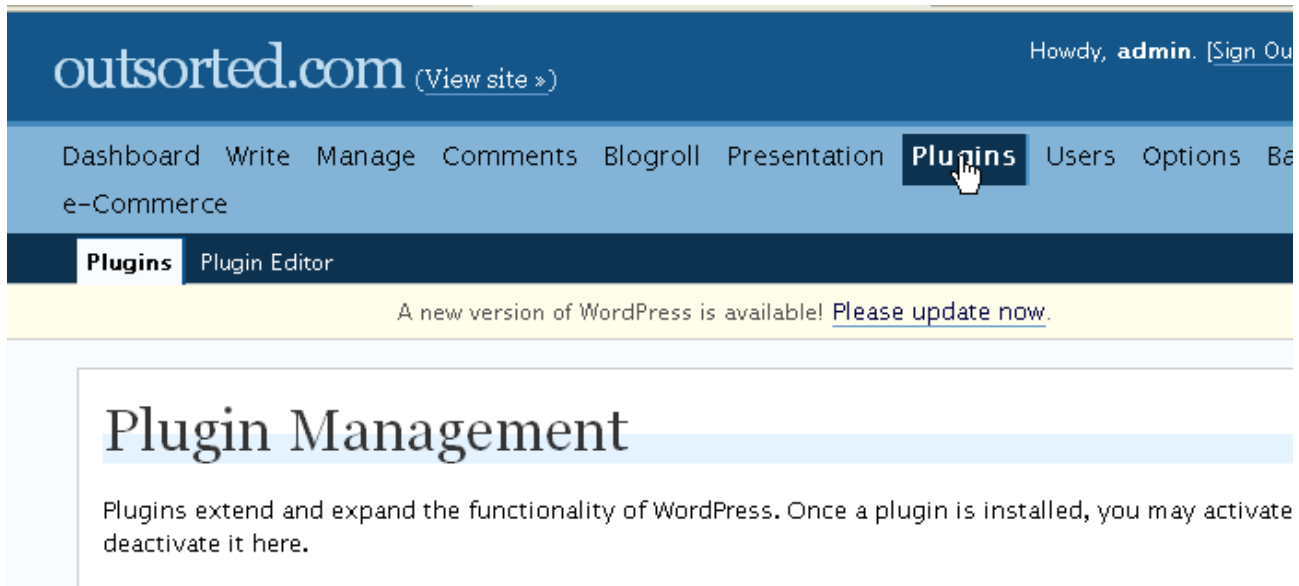 outsorted.com (View site »)
Howdy, admin. [Sign Ou
Dashboard Write Manage Comments Blogroll Presentation Plugins Users Options Ba
e-Commerce
Plugins Plugin Editor
A new version of WordPress is available! Please update now.
Plugin Management
Plugins extend and expand the functionality of WordPress. Once a plugin is installed, you may activate
deactivate it here.